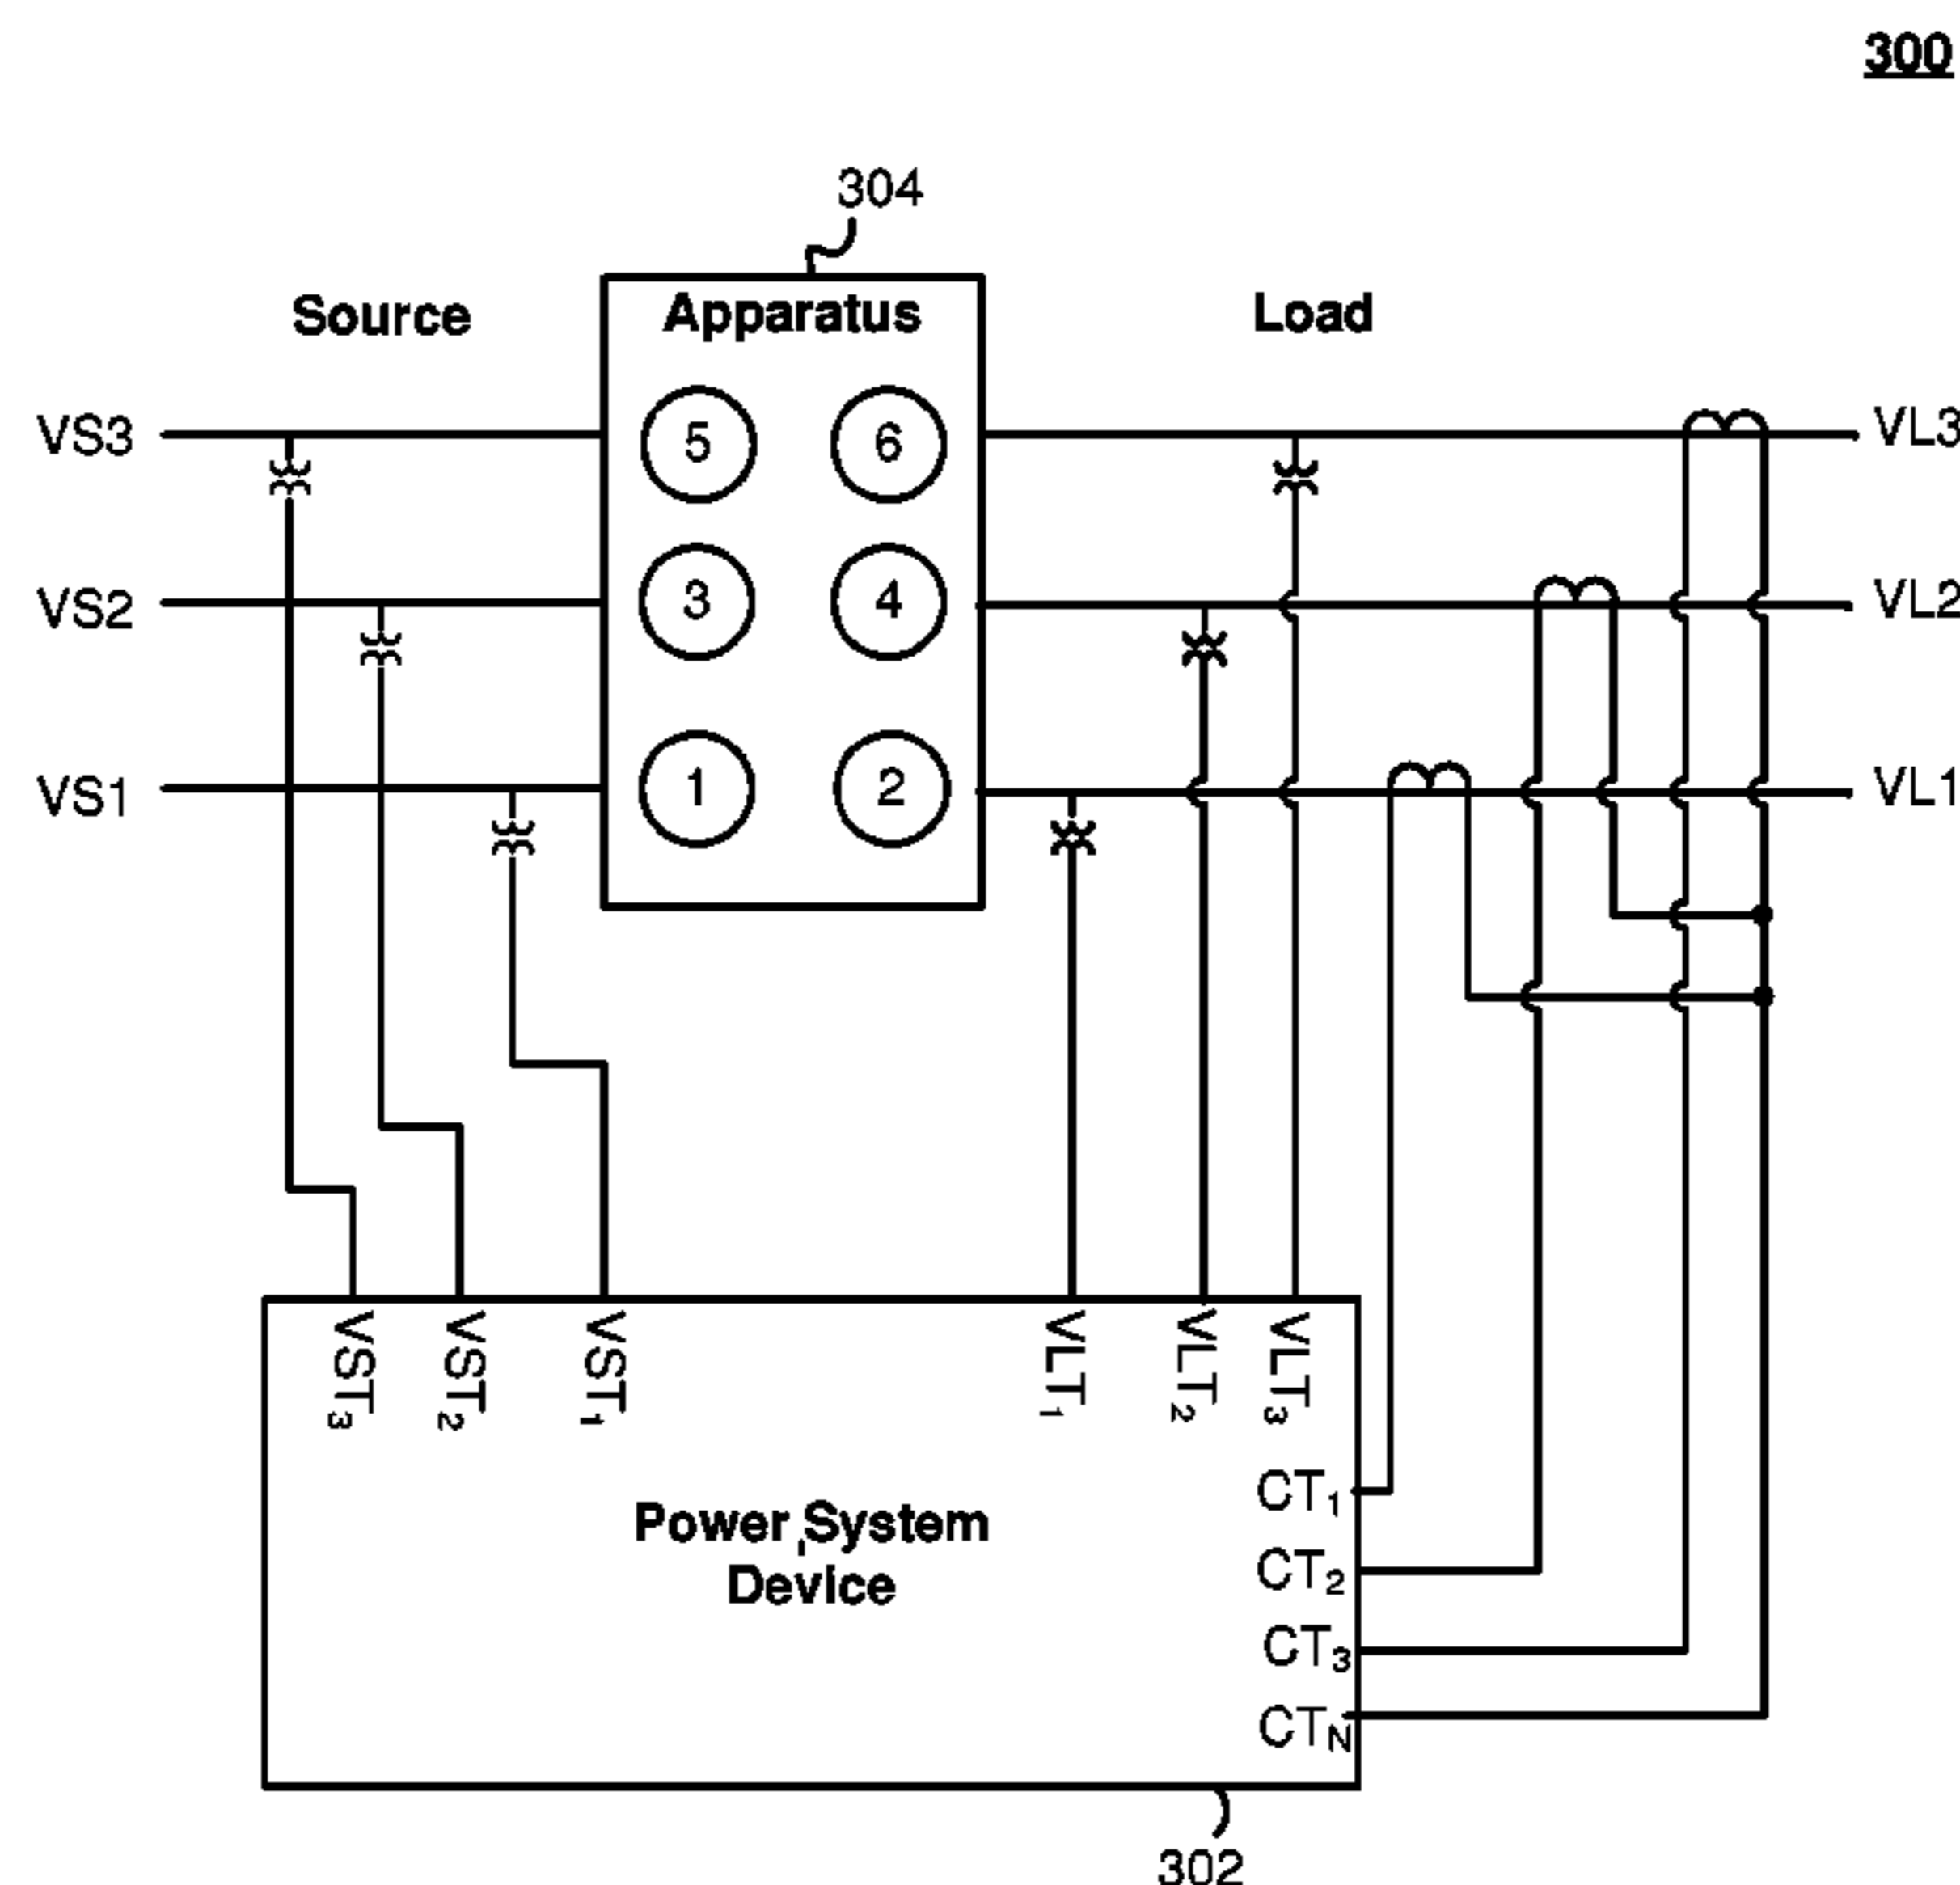 300
304
Source
Apparatus
Load
VS3
5
6
VL3
VS2
3
4
VL2
VS1
1
2
VL1
VST3
VST2
VST1
VLT1
VLT2
VLT3
CT1
Power System
Device
CT2
CT3
CTN
302